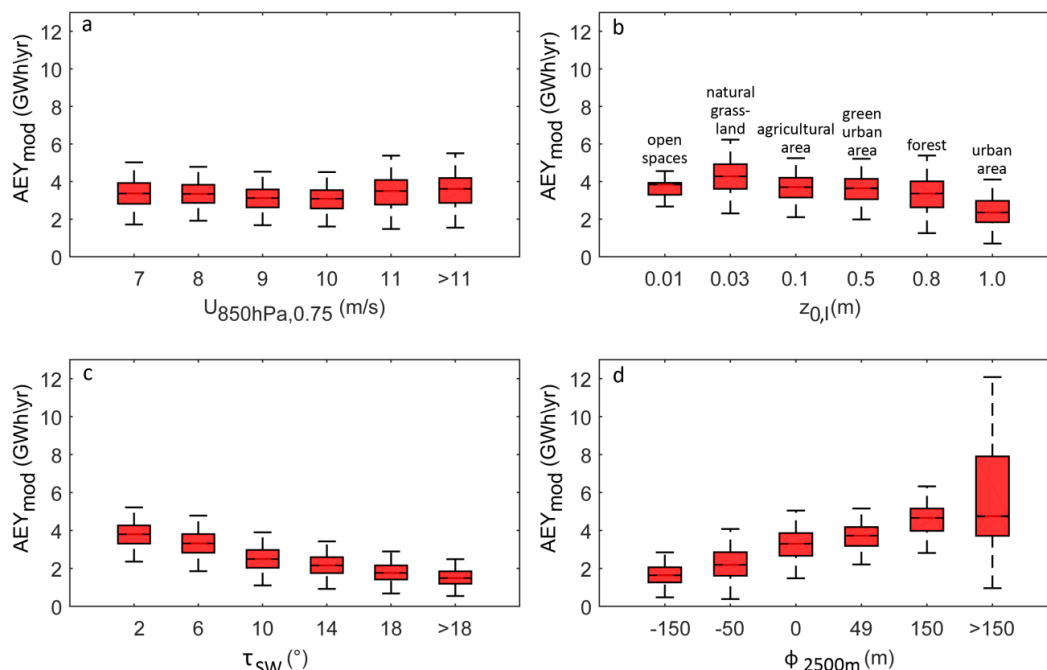 a
AEYmod (GWh\yr)
12
10
8
6
4
2
0
7 8 9 10 11 >11
U850hPa,0.75 (m/s)
b
AEYmod (GWh\yr)
12
10
8
6
4
2
0
open
spaces
natural
grass-
land
agricultural
area
green
urban
area
forest
urban
area
0.01 0.03 0.1 0.5 0.8 1.0
z0,l(m)
c
AEYmod (GWh\yr)
12
10
8
6
4
2
0
2 6 10 14 18 >18
τSW (°)
d
AEYmod (GWh\yr)
12
10
8
6
4
2
0
-150 -50 0 49 150 >150
ϕ 2500m (m)